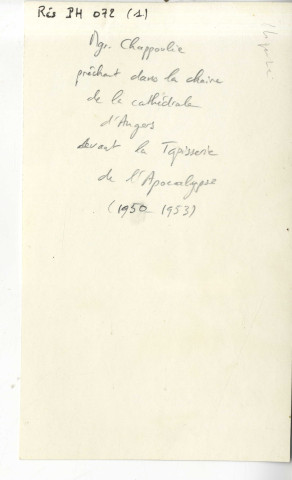 Rés PH 072 (1)
Mgr. Chappoulie
prêchant dans la chaire
de la cathédrale
d'Angers
devant la Tapisserie
de l'Apocalypse
(1950 1953)